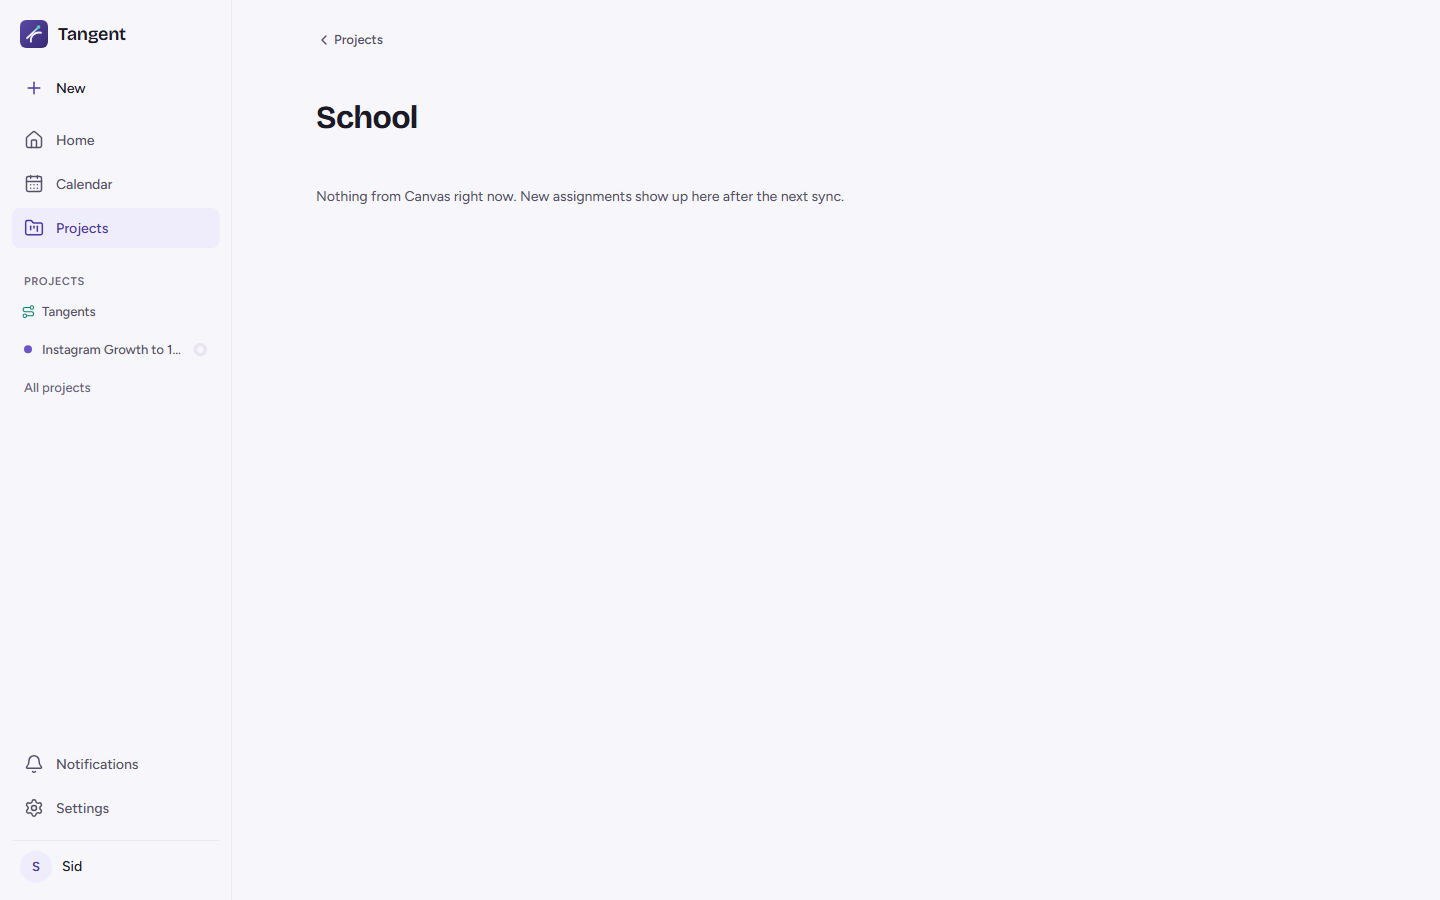 Tangent
New
Home
Calendar
Projects
PROJECTS
Tangents
Instagram Growth to 1...
All projects
Notifications
Settings
S
Sid
Projects
School
Nothing from Canvas right now. New assignments show up here after the next sync.